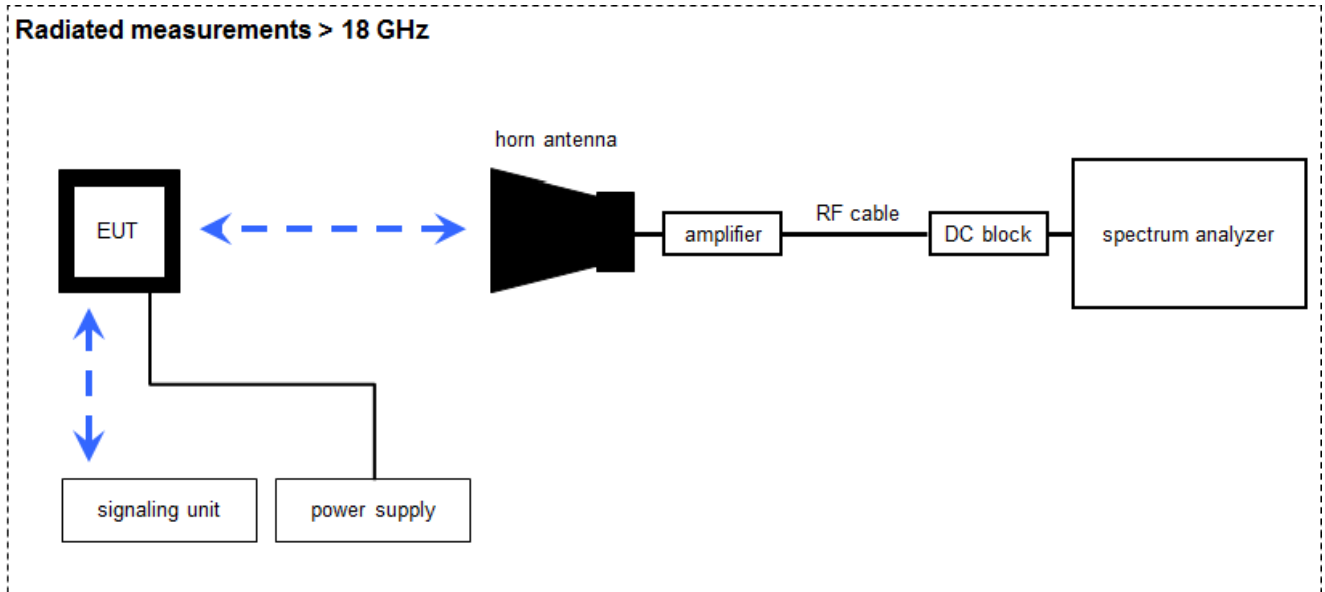 Radiated measurements > 18 GHz
horn antenna
EUT
amplifier
RF cable
DC block
spectrum analyzer
signaling unit
power supply